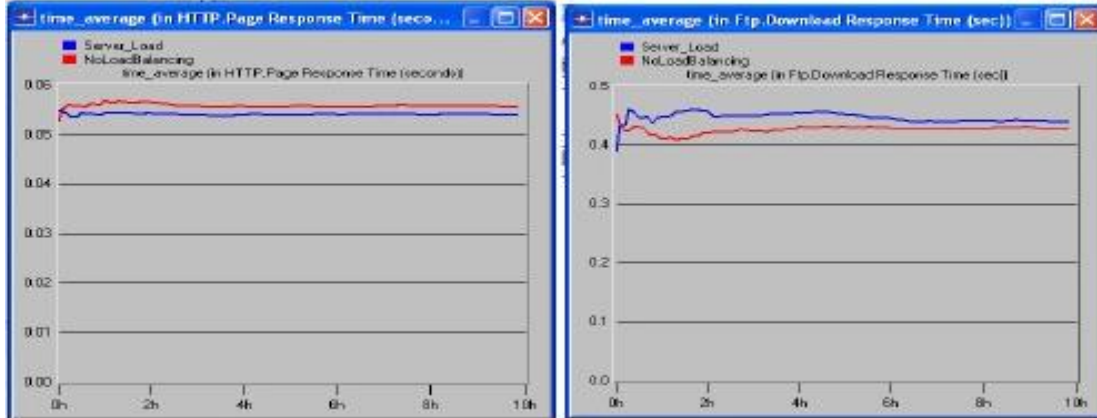 time_average (in HTTP.Page Response Time (seco...
Server_Load
NoLoadBalancing
time_average (in HTTP.Page Response Time (seconds))
0.06
0.05
0.04
0.03
0.02
0.01
0.00
0h
2h
4h
6h
8h
10h
time_average (in Ftp.Download Response Time (sec))
Server_Load
NoLoadBalancing
time_average (in Ftp.Download Response Time (sec))
0.5
0.4
0.3
0.2
0.1
0.0
0h
2h
4h
6h
8h
10h